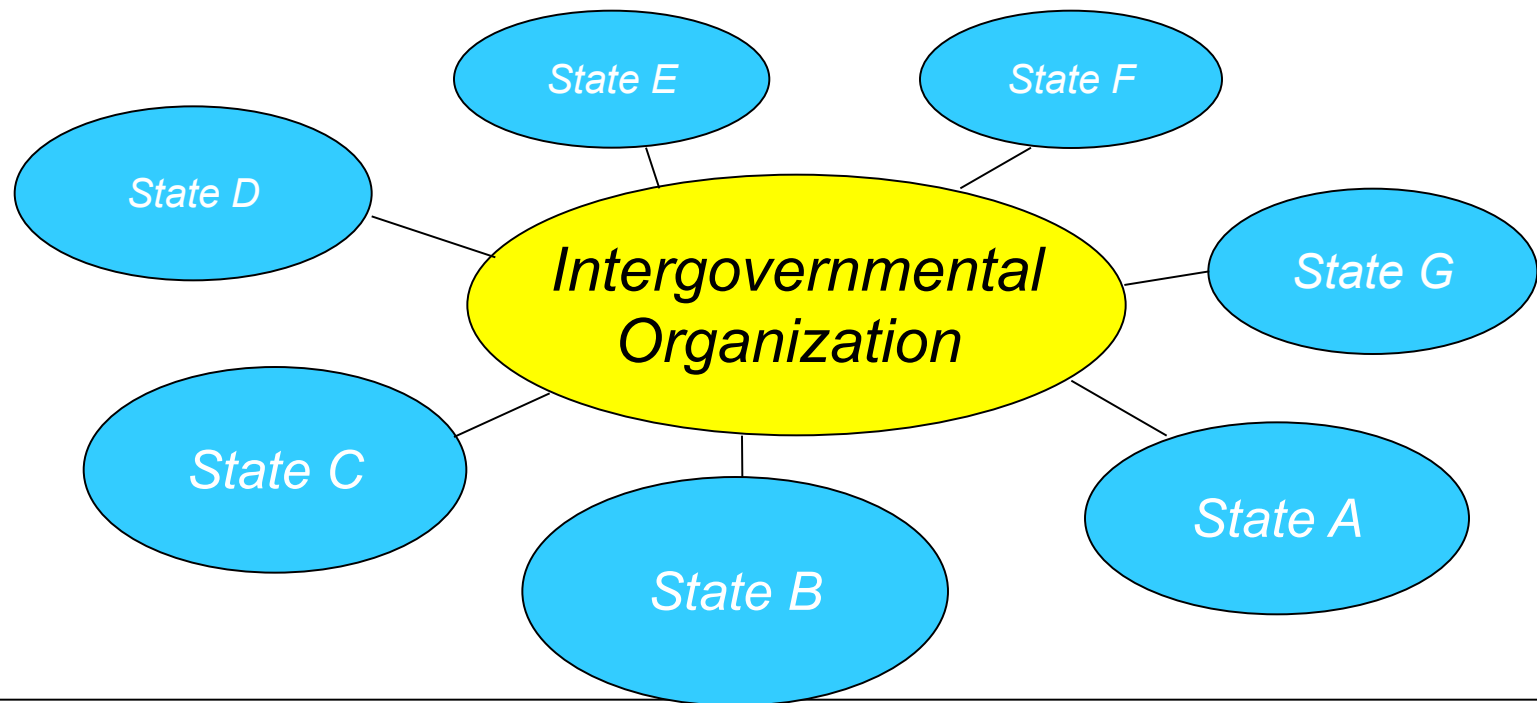 State E
State F
State D
Intergovernmental
Organization
State G
State C
State A
State B